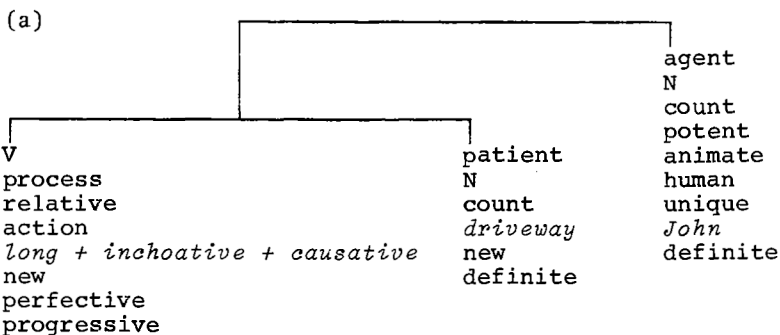 (a)
agent
N
count
potent
V patient animate
process N human
relative count unique
action driveway John
long + inchoative + causative new definite
new definite
perfective
progressive